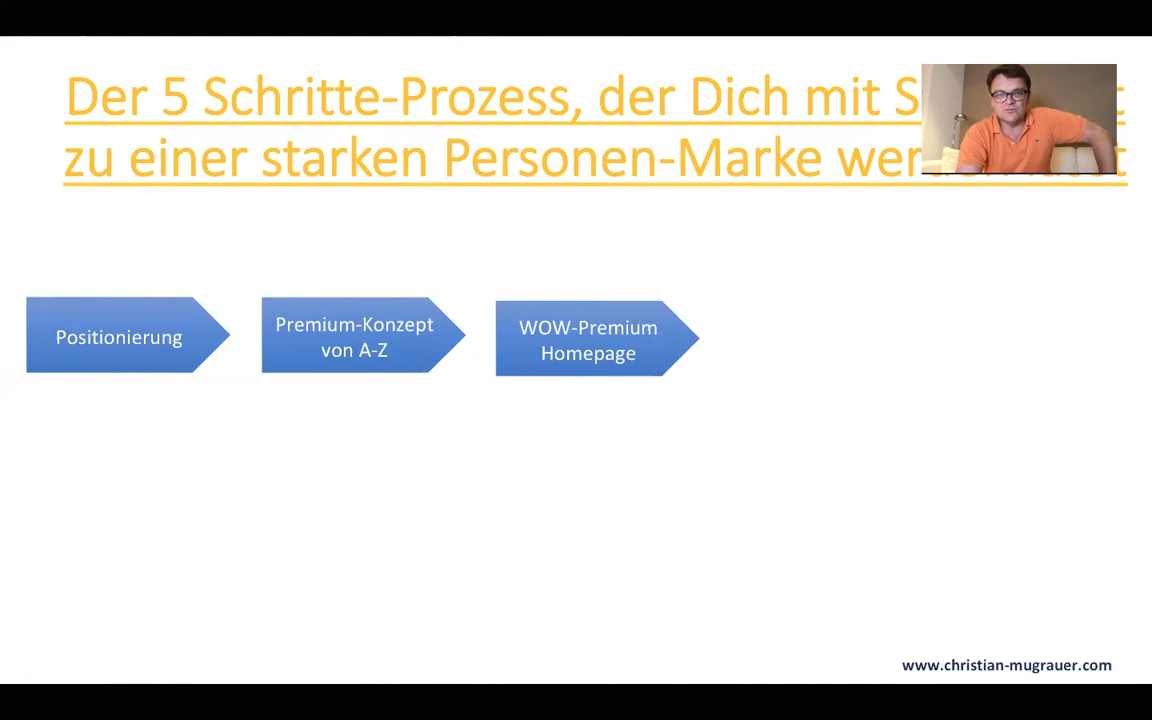 Der 5 Schritte-Prozess, der Dich mit
zu einer starken Personen-Marke
Positionierung
Premium-Konzept
von A-Z
WOW-Premium
Homepage
www.christian-mugrauer.com